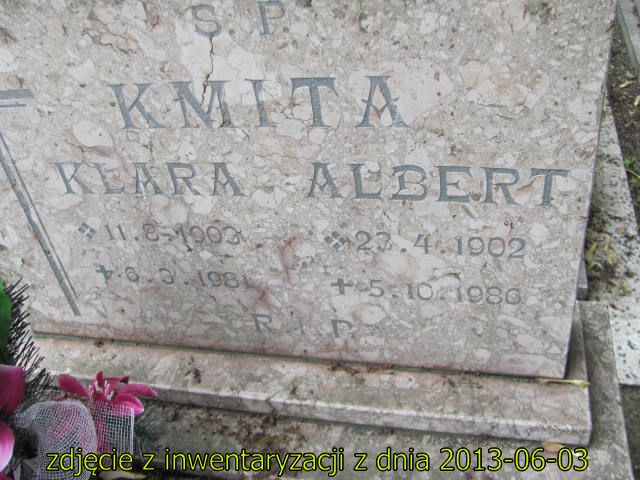 S. P.
KMITA
KLARA ALBERT
11.8.1903 23.4.1902
6.3.1981 5.10.1986
R.I.P.
zdjęcie z inwentaryzacji z dnia 2013-06-03